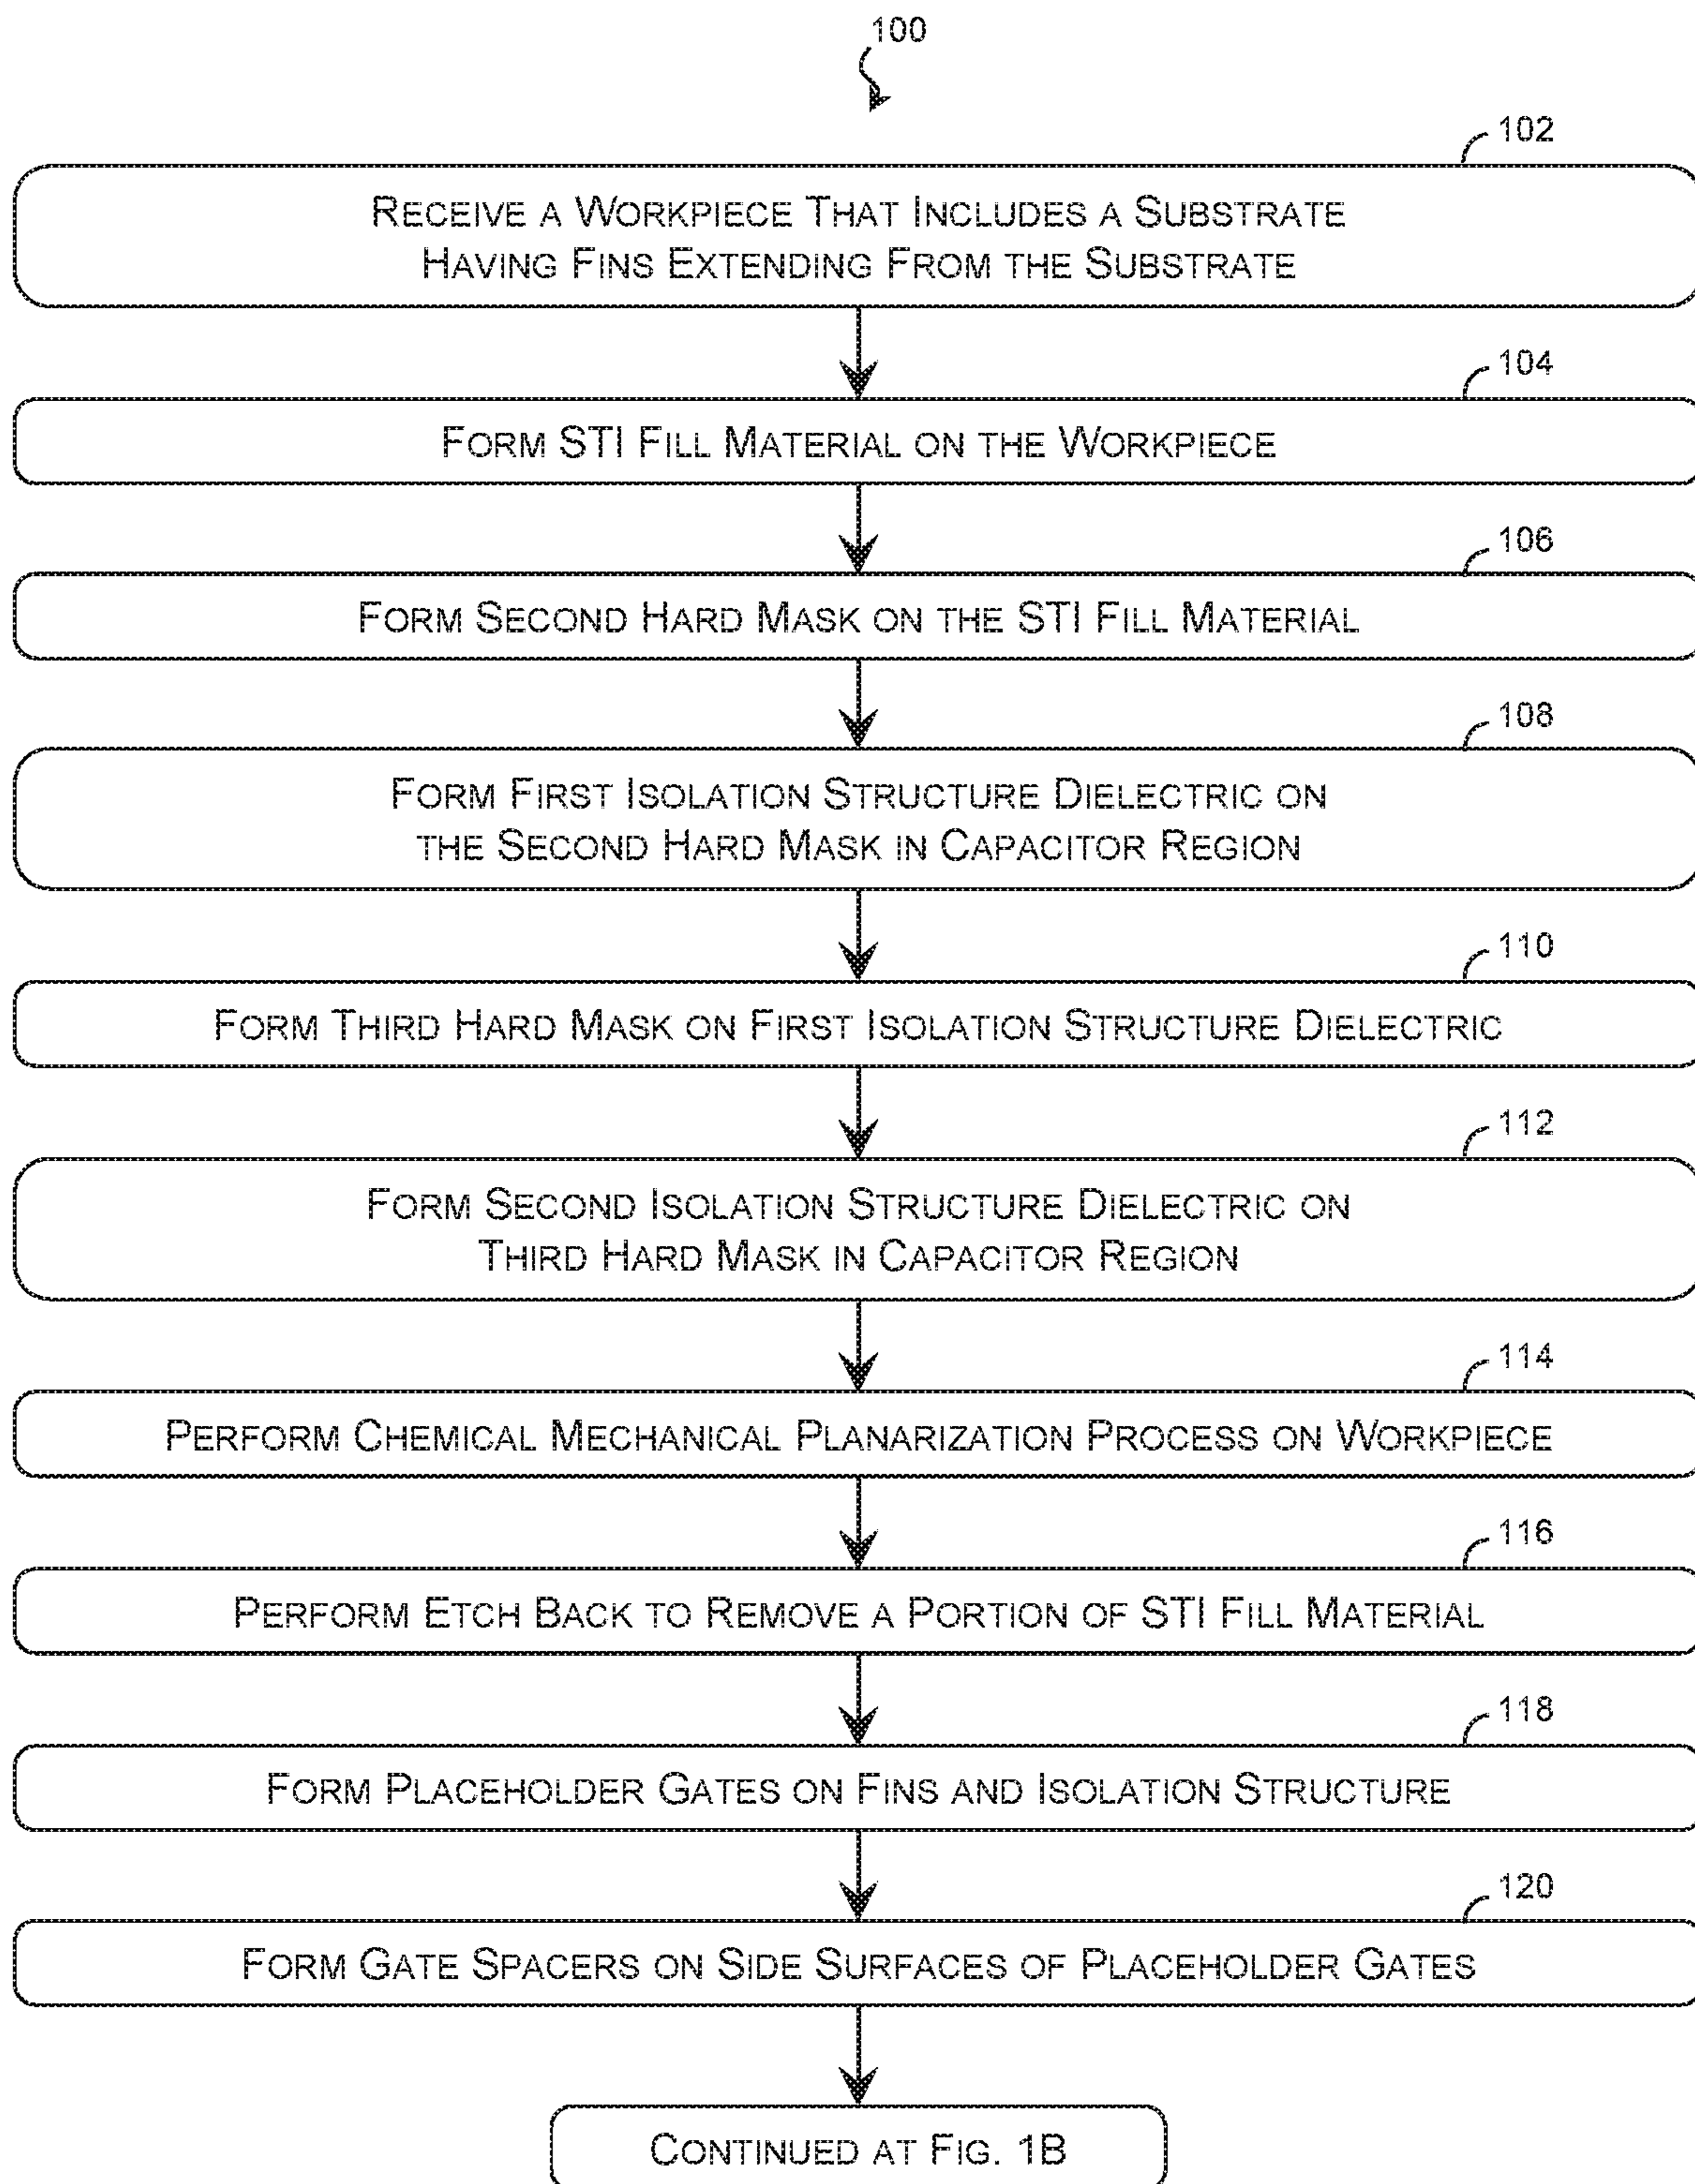 100
102
RECEIVE A WORKPIECE THAT INCLUDES A SUBSTRATE
HAVING FINS EXTENDING FROM THE SUBSTRATE
104
FORM STI FILL MATERIAL ON THE WORKPIECE
106
FORM SECOND HARD MASK ON THE STI FILL MATERIAL
108
FORM FIRST ISOLATION STRUCTURE DIELECTRIC ON
THE SECOND HARD MASK IN CAPACITOR REGION
110
FORM THIRD HARD MASK ON FIRST ISOLATION STRUCTURE DIELECTRIC
112
FORM SECOND ISOLATION STRUCTURE DIELECTRIC ON
THIRD HARD MASK IN CAPACITOR REGION
114
PERFORM CHEMICAL MECHANICAL PLANARIZATION PROCESS ON WORKPIECE
116
PERFORM ETCH BACK TO REMOVE A PORTION OF STI FILL MATERIAL
118
FORM PLACEHOLDER GATES ON FINS AND ISOLATION STRUCTURE
120
FORM GATE SPACERS ON SIDE SURFACES OF PLACEHOLDER GATES
CONTINUED AT FIG. 1B